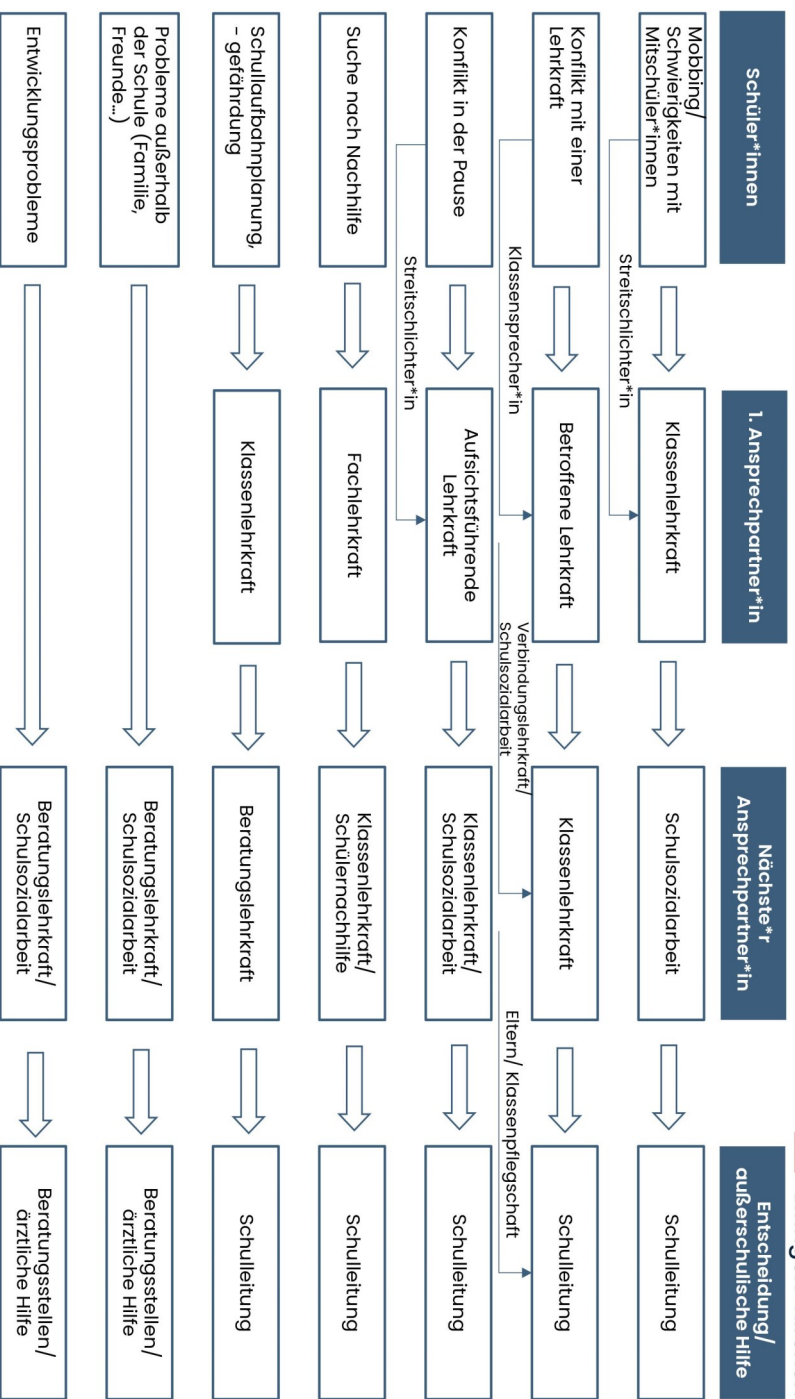 Schüler*innen
1. Ansprechpartner*in
Nächste*r
Ansprechpartner*in
Entscheidung/
außerschulische Hilfe
Mobbing/
Schwierigkeiten mit
Mitschüler*innen
Streitschlichter*in
Klassenlehrkraft
Schulsozialarbeit
Schulleitung
Konflikt mit einer
Lehrkraft
Klassensprecher*in
Betroffene Lehrkraft
Verbindungslehrkraft/
Schulsozialarbeit
Klassenlehrkraft
Eltern/ Klassenpflegschaft
Schulleitung
Konflikt in der Pause
Streitschlichter*in
Aufsichtsführende
Lehrkraft
Klassenlehrkraft/
Schulsozialarbeit
Schulleitung
Suche nach Nachhilfe
Fachlehrkraft
Klassenlehrkraft/
Schülernachhilfe
Schulleitung
Schullaufbahnplanung,
- gefährdung
Klassenlehrkraft
Beratungslehrkraft
Schulleitung
Probleme außerhalb
der Schule (Familie,
Freunde…)
Beratungslehrkraft/
Schulsozialarbeit
Beratungsstellen/
ärztliche Hilfe
Entwicklungsprobleme
Beratungslehrkraft/
Schulsozialarbeit
Beratungsstellen/
ärztliche Hilfe